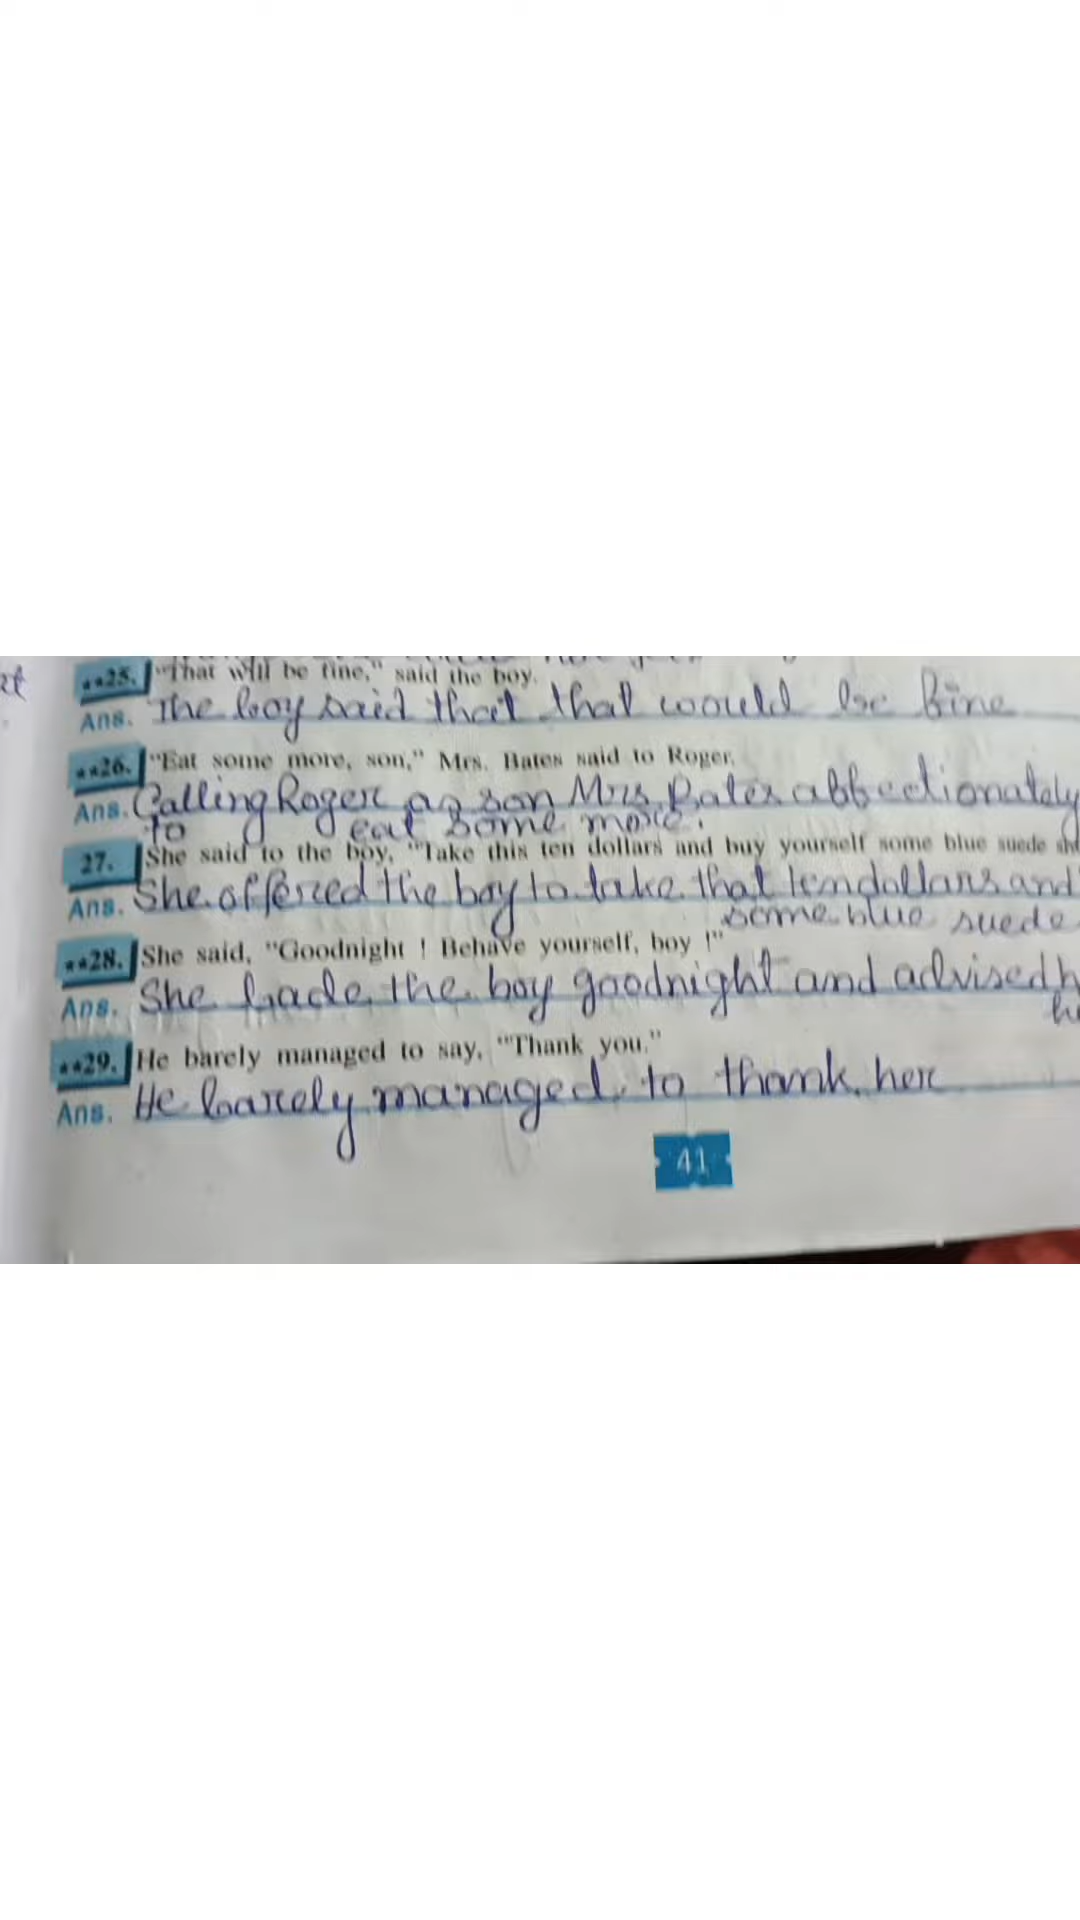 **25. "That will be fine," said the boy.
Ans. The boy said that that would be fine
**26. "Eat some more, son," Mrs. Bates said to Roger.
Ans. Calling Roger as son Mrs. Bates affectionately
to eat some more.
27. She said to the boy, "Take this ten dollars and buy yourself some blue suede
Ans. She offered the boy to take that ten dollars and
some blue suede
**28. She said, "Goodnight ! Behave yourself, boy !"
Ans. She bade the boy goodnight and advised
**29. He barely managed to say, "Thank you."
Ans. He barely managed to thank her
41